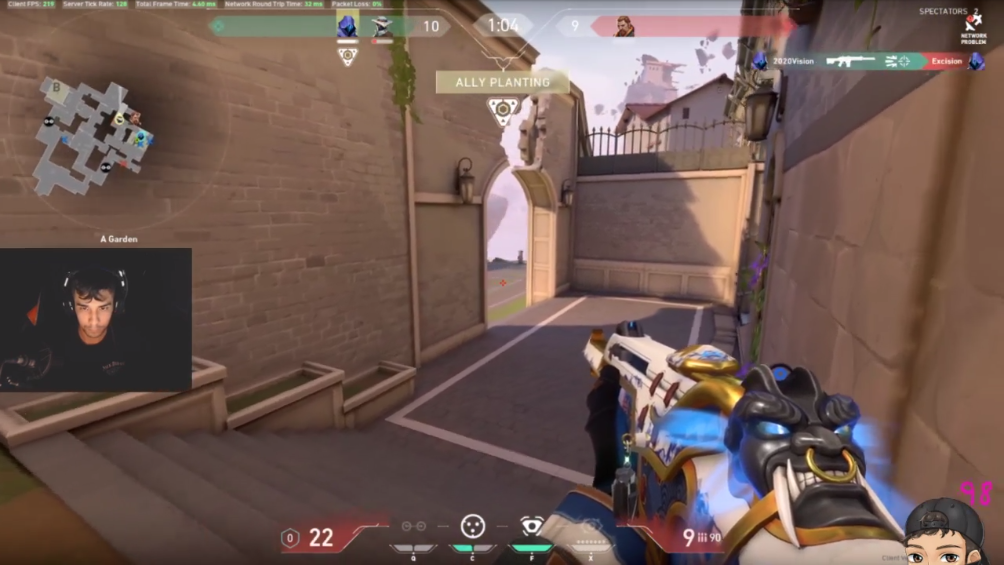 Client FPS: 219 Server Tick Rate: 128 Total Frame Time: 4.60 ms Network Round Trip Time: 32 ms Packet Loss: 0%
SPECTATORS 2
10 1:04 9
NETWORK
PROBLEM
2020Vision Excision
ALLY PLANTING
B
A Garden
98
0 22
9 90
Q C F X